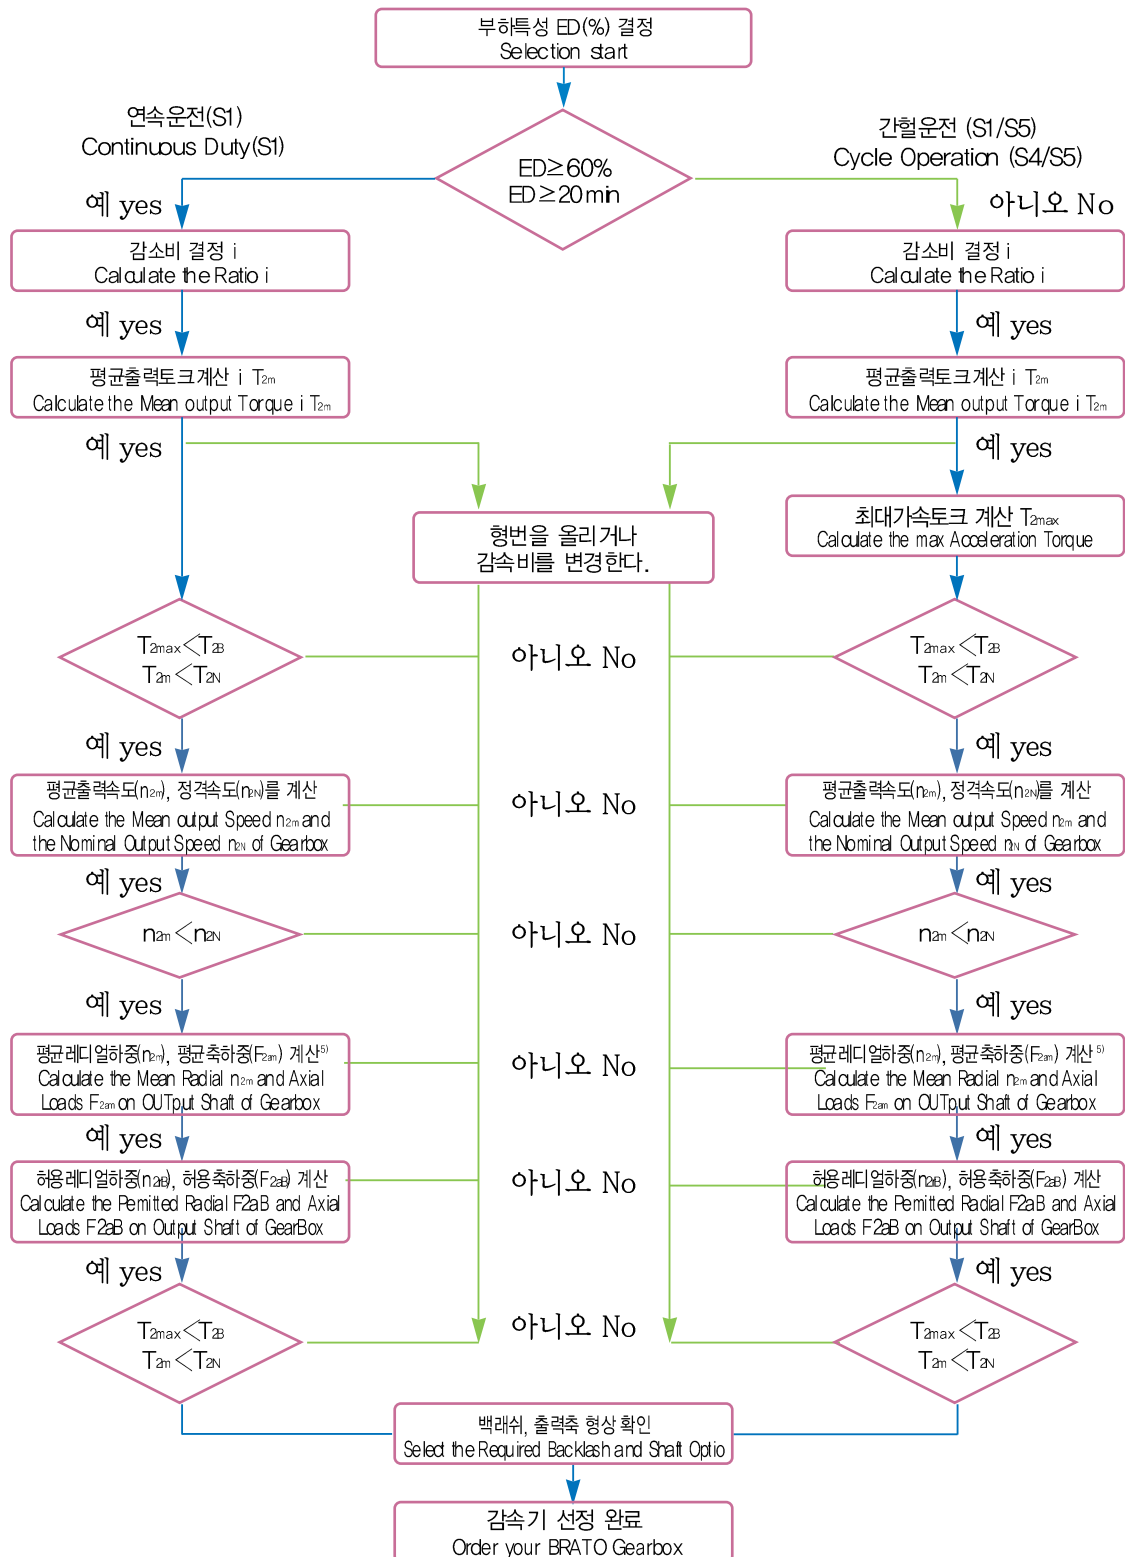 부하특성 ED(%) 결정
Selection start
연속운전(S1)
Continuous Duty(S1)
간헐운전 (S1/S5)
Cycle Operation (S4/S5)
ED≥60%
ED≥20min
예 yes
아니오 No
감소비 결정 i
Calculate the Ratio i
감소비 결정 i
Calculate the Ratio i
예 yes
예 yes
평균출력토크계산 i T2m
Calculate the Mean output Torque i T2m
평균출력토크계산 i T2m
Calculate the Mean output Torque i T2m
예 yes
예 yes
최대가속토크 계산 T2max
Calculate the max Acceleration Torque
형번을 올리거나
감속비를 변경한다.
T2max<T2B
T2m<T2N
아니오 No
T2max<T2B
T2m<T2N
예 yes
예 yes
평균출력속도(n2m), 정격속도(n2N)를 계산
Calculate the Mean output Speed n2m and
the Nominal Output Speed n2N of Gearbox
아니오 No
평균출력속도(n2m), 정격속도(n2N)를 계산
Calculate the Mean output Speed n2m and
the Nominal Output Speed n2N of Gearbox
예 yes
예 yes
n2m<n2N
아니오 No
n2m<n2N
예 yes
예 yes
평균레디얼하중(n2m), 평균축하중(F2am) 계산5)
Calculate the Mean Radial n2m and Axial
Loads F2am on OUTput Shaft of Gearbox
아니오 No
평균레디얼하중(n2m), 평균축하중(F2am) 계산5)
Calculate the Mean Radial n2m and Axial
Loads F2am on OUTput Shaft of Gearbox
예 yes
예 yes
허용레디얼하중(n2rB), 허용축하중(F2aB) 계산
Calculate the Pemitted Radial F2aB and Axial
Loads F2aB on Output Shaft of GearBox
아니오 No
허용레디얼하중(n2rB), 허용축하중(F2aB) 계산
Calculate the Pemitted Radial F2aB and Axial
Loads F2aB on Output Shaft of GearBox
예 yes
예 yes
T2max<T2B
T2m<T2N
아니오 No
T2max<T2B
T2m<T2N
백래쉬, 출력축 형상 확인
Select the Required Backlash and Shaft Optio
감속기 선정 완료
Order your BRATO Gearbox